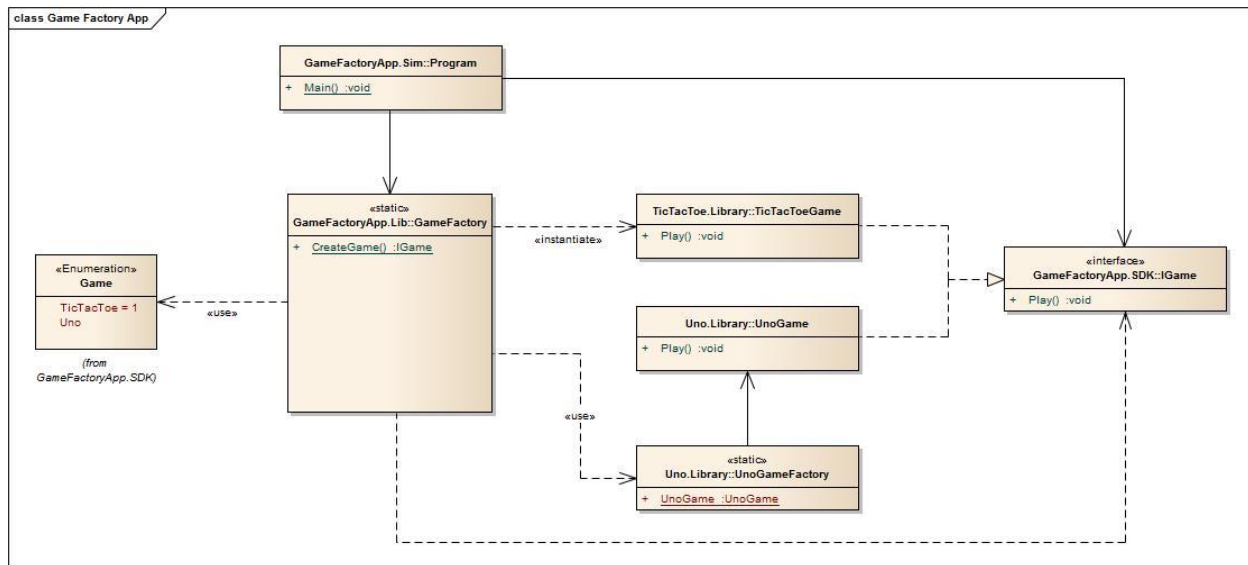 class Game Factory App
GameFactoryApp.Sim::Program
+ Main() :void
«static»
GameFactoryApp.Lib::GameFactory
+ CreateGame() :IGame
«instantiate»
TicTacToe.Library::TicTacToeGame
+ Play() :void
«interface»
GameFactoryApp.SDK::IGame
+ Play() :void
«Enumeration»
Game
TicTacToe = 1
Uno
(from
GameFactoryApp.SDK)
«use»
Uno.Library::UnoGame
+ Play() :void
«use»
«static»
Uno.Library::UnoGameFactory
+ UnoGame :UnoGame